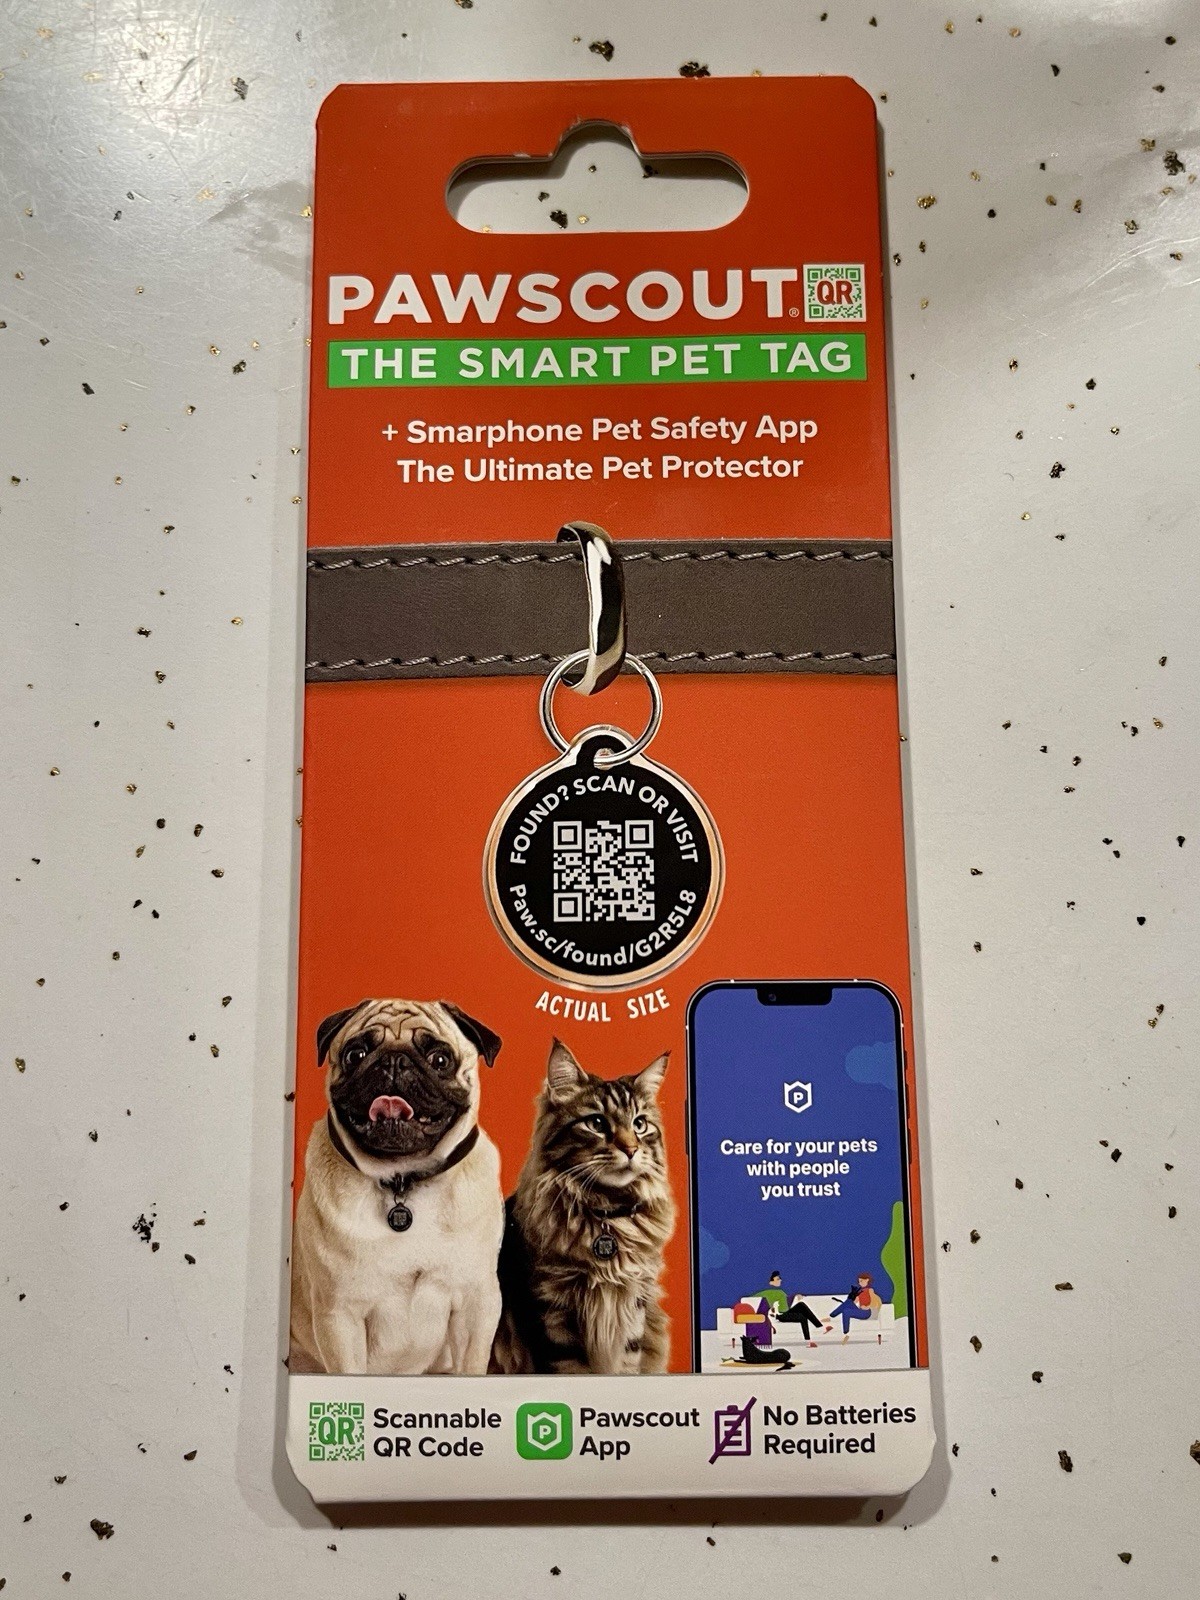 PAWSCOUT® QR
THE SMART PET TAG
+ Smarphone Pet Safety App
The Ultimate Pet Protector
FOUND? SCAN OR VISIT
Paw.sc/found/G2R5L8
ACTUAL SIZE
P
Care for your pets
with people
you trust
QR
Scannable
QR Code
P
Pawscout
App
No Batteries
Required